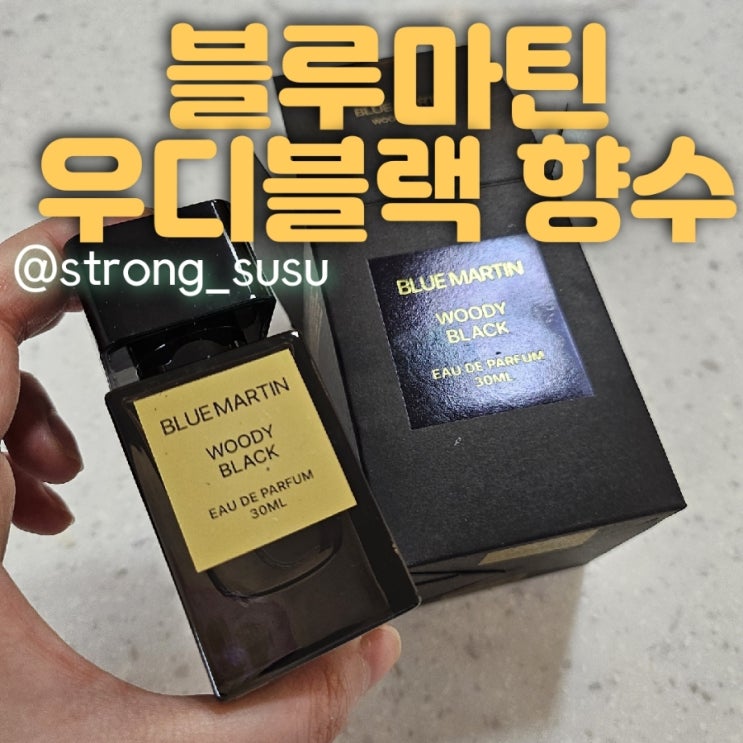 블루마틴
우디블랙 향수
@strong_susu
BLUE MARTIN
WOODY
BLACK
EAU DE PARFUM
30ML
BLUE MARTIN
WOODY
BLACK
EAU DE PARFUM
30ML